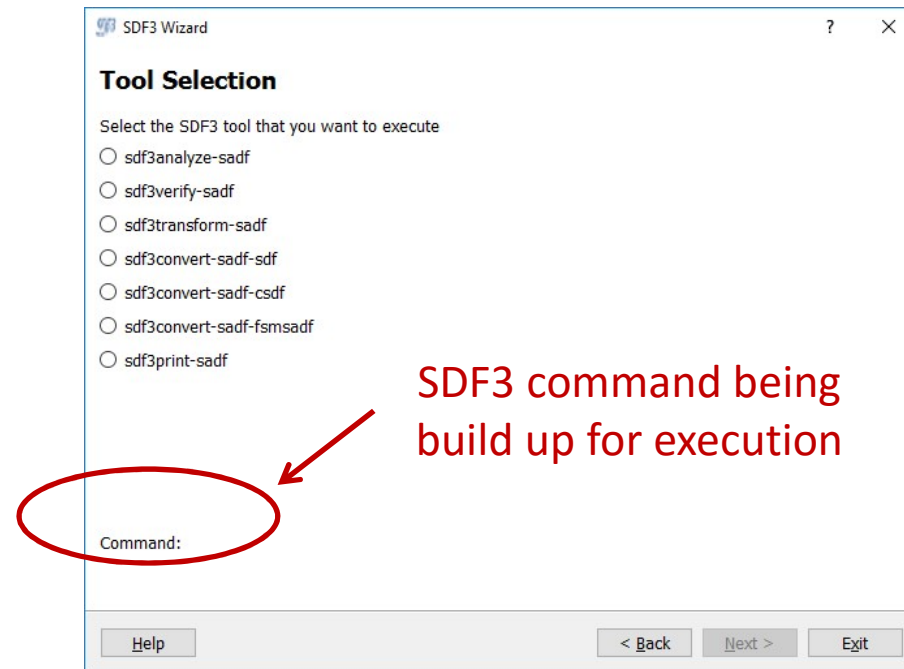 SDF3 Wizard
?
Tool Selection
Select the SDF3 tool that you want to execute
sdf3analyze-sadf
sdf3verify-sadf
sdf3transform-sadf
sdf3convert-sadf-sdf
sdf3convert-sadf-csdf
sdf3convert-sadf-fsmsadf
sdf3print-sadf
SDF3 command being
build up for execution
Command:
Help
< Back
Next >
Exit